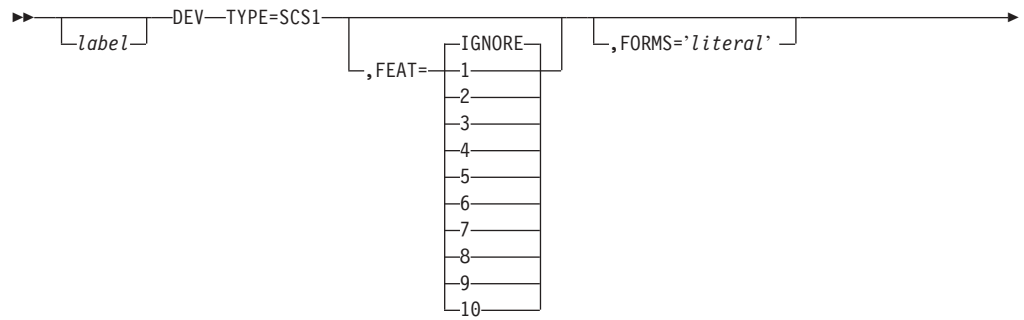 DEV TYPE=SCS1
label
,FEAT=
IGNORE
1
2
3
4
5
6
7
8
9
10
,FORMS='literal'